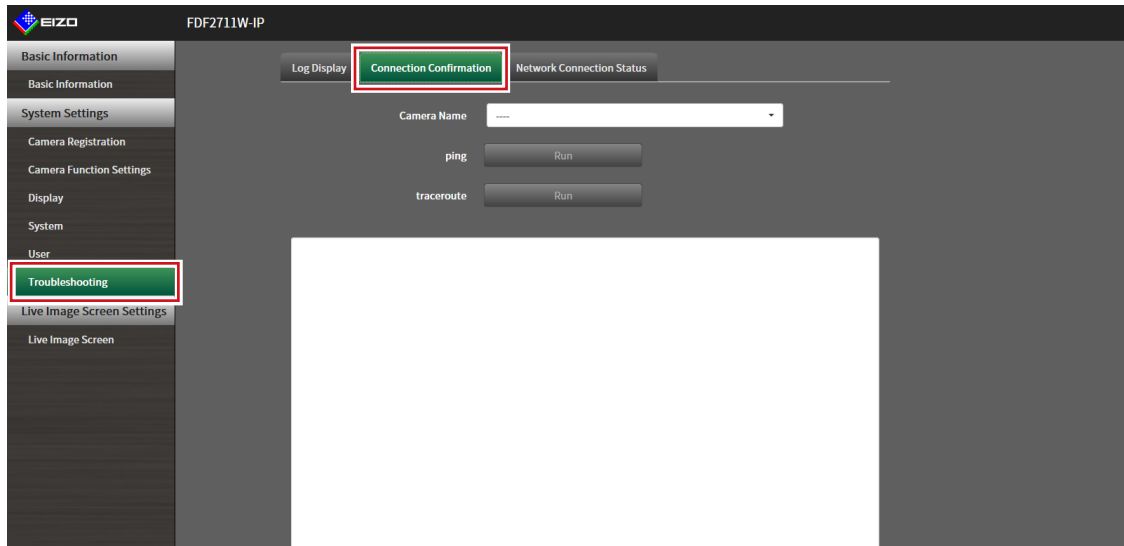 EIZO
FDF2711W-IP
Basic Information
Basic Information
System Settings
Camera Registration
Camera Function Settings
Display
System
User
Troubleshooting
Live Image Screen Settings
Live Image Screen
Log Display
Connection Confirmation
Network Connection Status
Camera Name
----
ping
Run
traceroute
Run